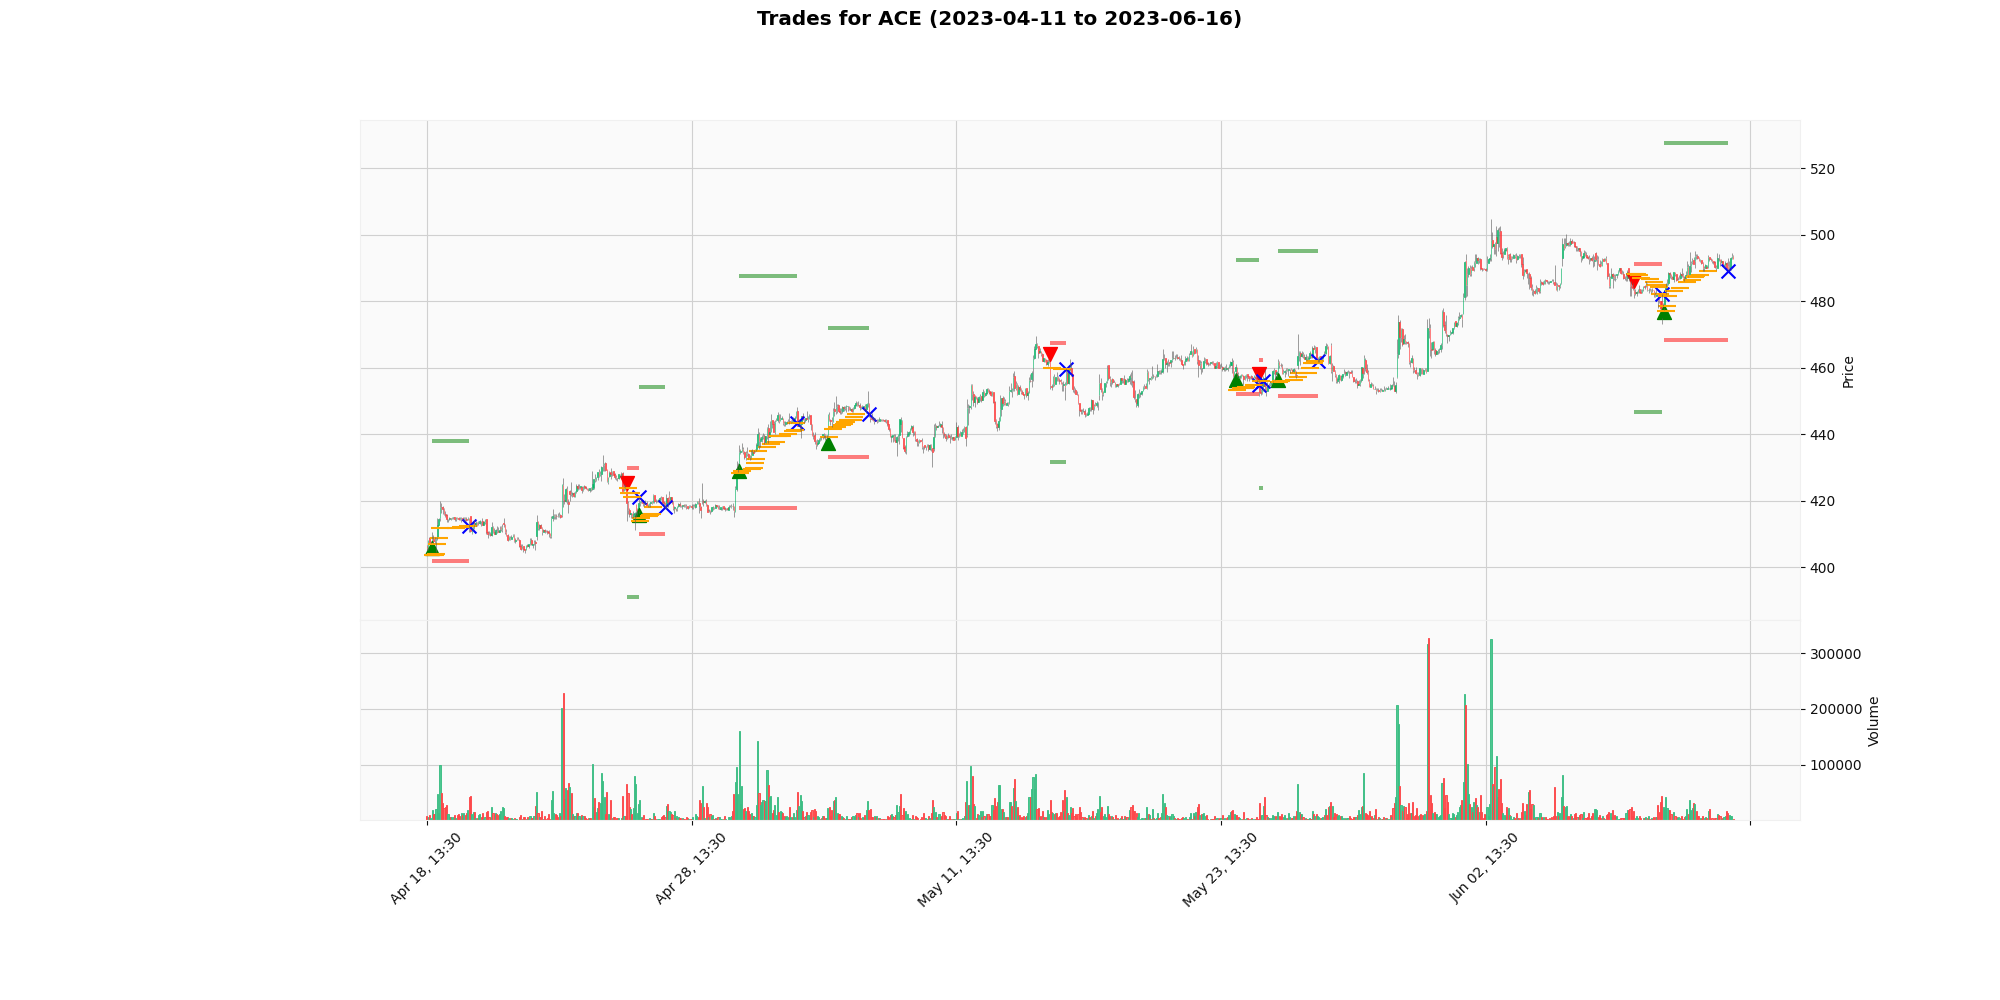 Trades for ACE (2023-04-11 to 2023-06-16)
520
500
480
460
440
420
400
Price
300000
200000
100000
Volume
Apr 18, 13:30
Apr 28, 13:30
May 11, 13:30
May 23, 13:30
Jun 02, 13:30